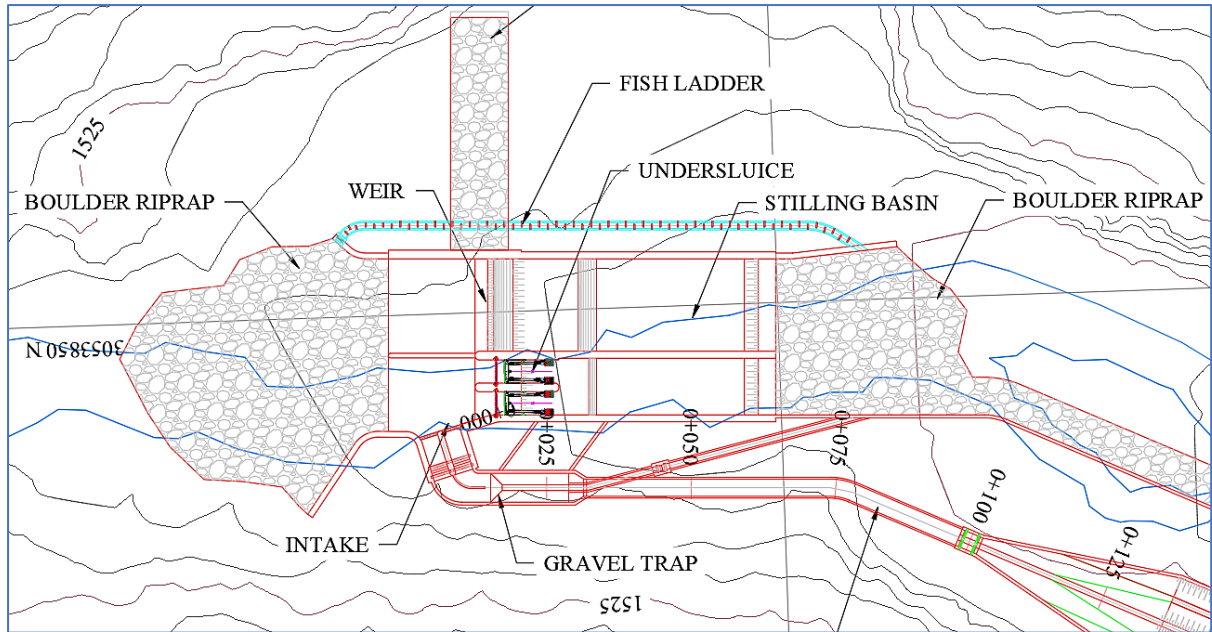 FISH LADDER
1525
UNDERSLUICE
WEIR
BOULDER RIPRAP
STILLING BASIN
BOULDER RIPRAP
3053850 N
0+000
0+025
0+050
0+075
0+100
0+125
INTAKE
GRAVEL TRAP
1525